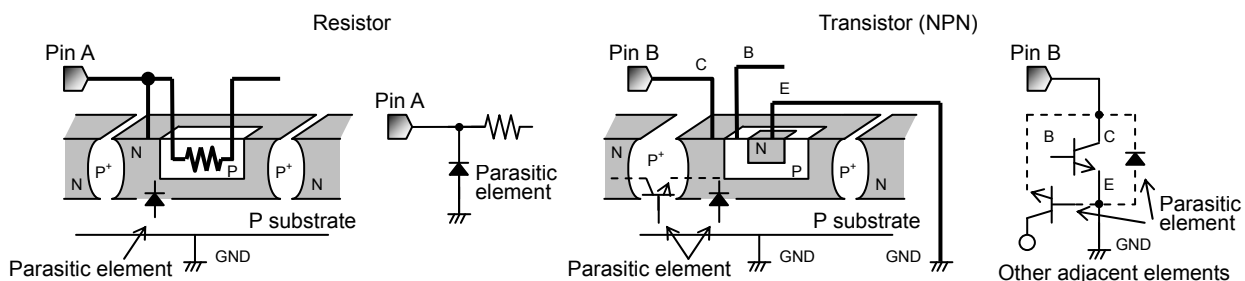 Resistor
Pin A
N
P+
N
P
P+
N
P substrate
Parasitic element
GND
Pin A
Parasitic
element
Transistor (NPN)
Pin B
C
B
E
N
P+
N
N
P
P+
N
P substrate
Parasitic element
GND
GND
Pin B
B
C
E
Parasitic
element
GND
Other adjacent elements